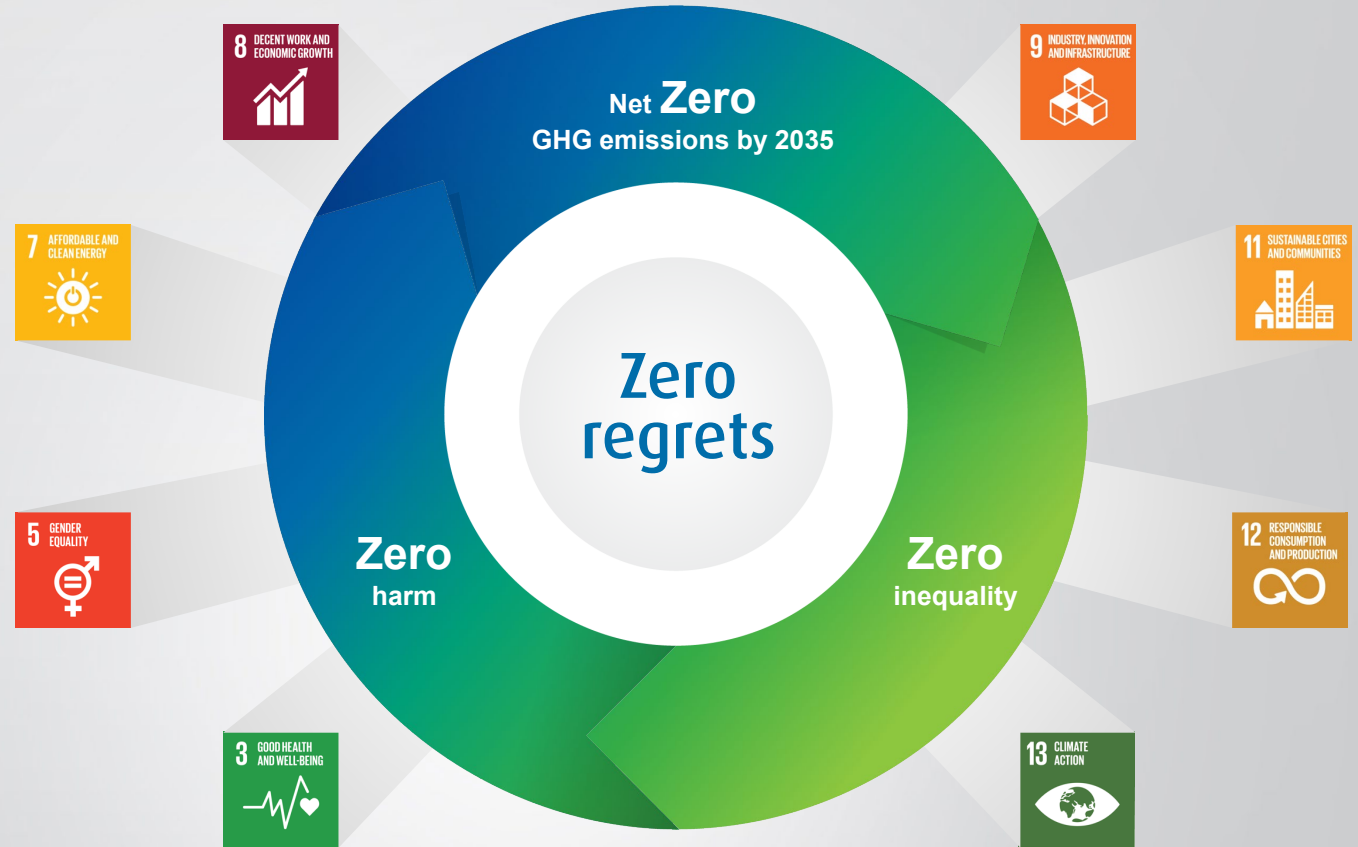 8 DECENT WORK AND
ECONOMIC GROWTH
9 INDUSTRY, INNOVATION
AND INFRASTRUCTURE
Net Zero
GHG emissions by 2035
7 AFFORDABLE AND
CLEAN ENERGY
11 SUSTAINABLE CITIES
AND COMMUNITIES
Zero
regrets
5 GENDER
EQUALITY
12 RESPONSIBLE
CONSUMPTION
AND PRODUCTION
Zero
harm
Zero
inequality
3 GOOD HEALTH
AND WELL-BEING
13 CLIMATE
ACTION